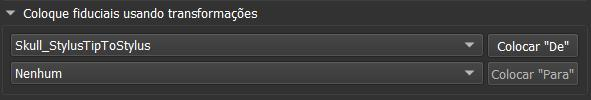 Coloque fiduciais usando transformações
Skull_StylusTipToStylus Colocar "De"
Nenhum Colocar "Para"